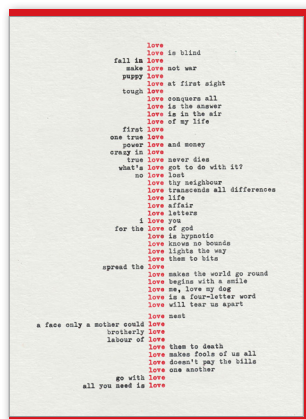 love
love is blind
fall in love
make love not war
puppy love
love at first sight
tough love
love conquers all
love is the answer
love is in the air
love of my life
first love
one true love
power love and money
crazy in love
true love never dies
what's love got to do with it?
no love lost
love thy neighbour
love transcends all differences
love life
love affair
love letters
i love you
for the love of god
love is hypnotic
love knows no bounds
love lights the way
love them to bits
spread the love
love makes the world go round
love begins with a smile
love me, love my dog
love is a four-letter word
love will tear us apart
love nest
a face only a mother could love
brotherly love
labour of love
love them to death
love makes fools of us all
love doesn't pay the bills
love one another
go with love
all you need is love